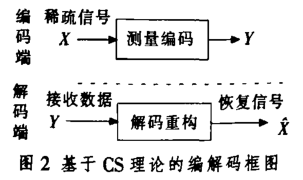 编码端
稀疏信号
X
测量编码
Y
解码端
接收数据
Y
解码重构
恢复信号
X̂
图 2 基于 CS 理论的编解码框图